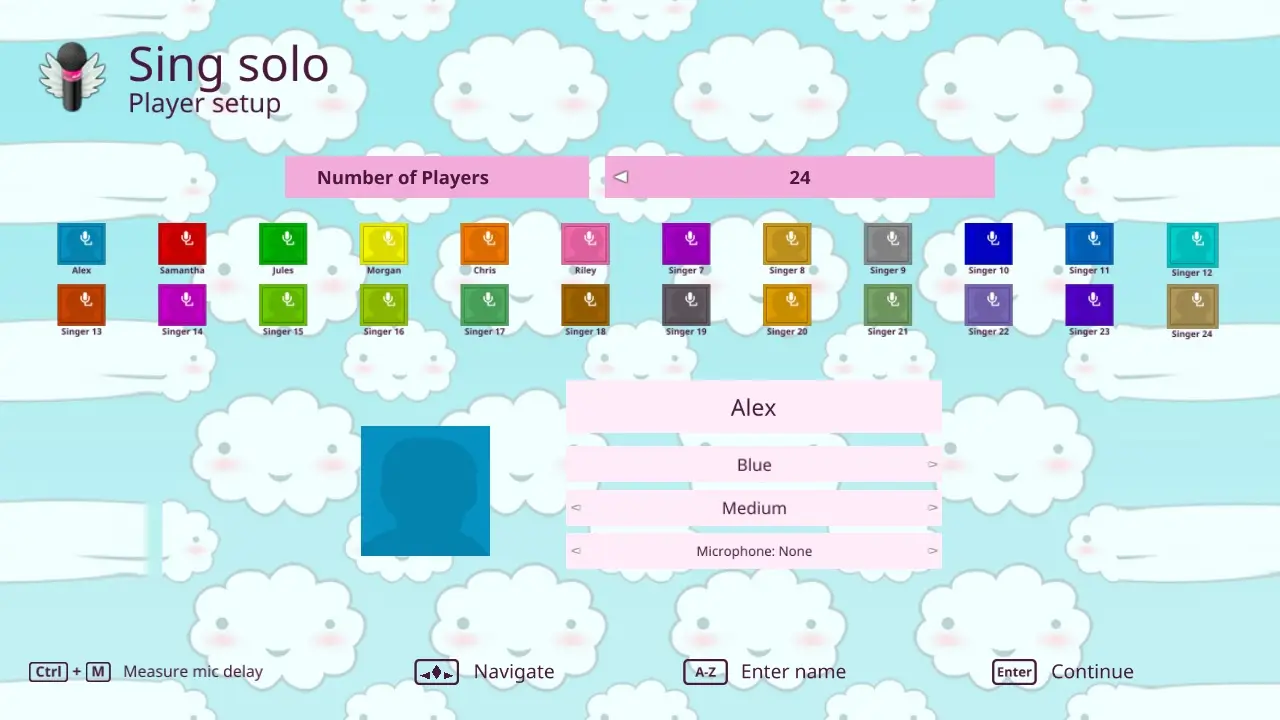 Sing solo
Player setup
Number of Players 24
Alex Samantha Jules Morgan Chris Riley Singer 7 Singer 8 Singer 9 Singer 10 Singer 11 Singer 12
Singer 13 Singer 14 Singer 15 Singer 16 Singer 17 Singer 18 Singer 19 Singer 20 Singer 21 Singer 22 Singer 23 Singer 24
Alex
Blue
Medium
Microphone: None
Ctrl + M Measure mic delay Navigate A-Z Enter name Enter Continue